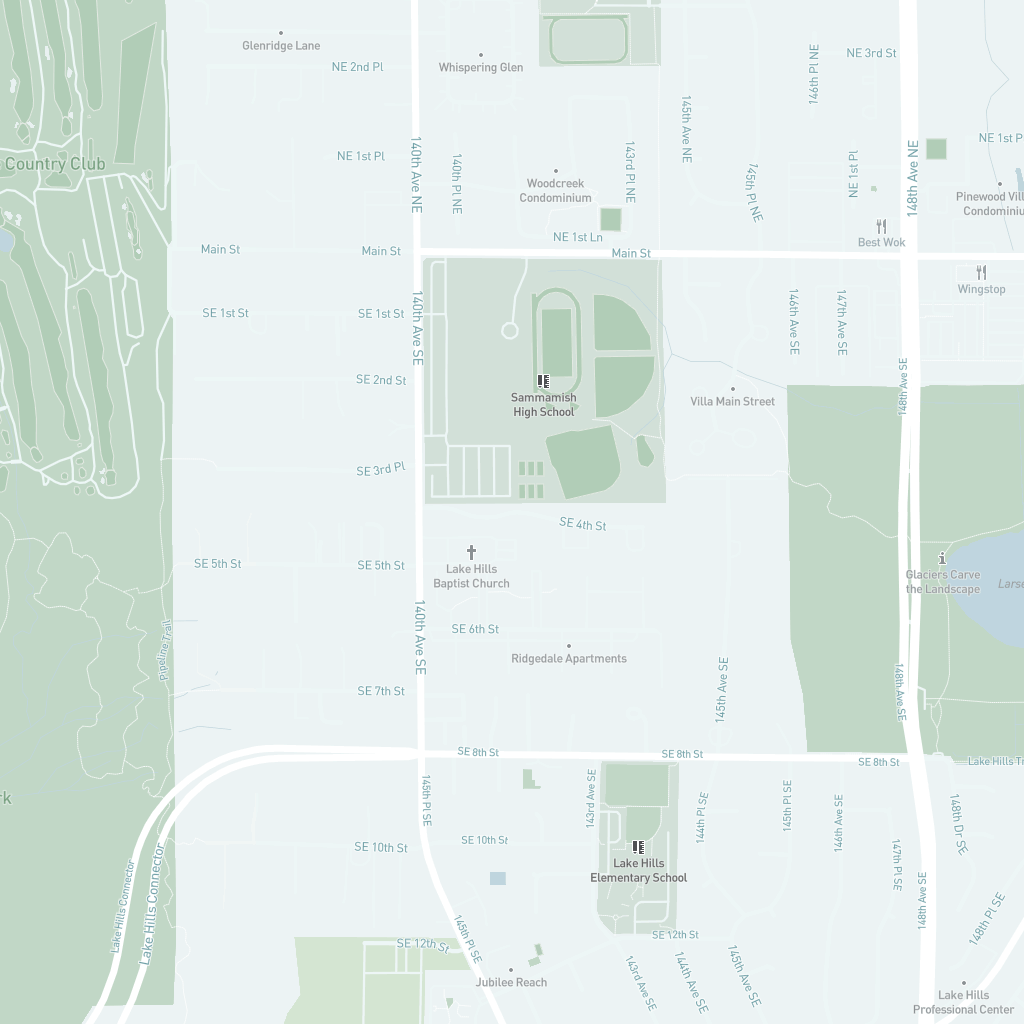 Glenridge Lane
NE 2nd Pl
Whispering Glen
NE 3rd St
146th Pl NE
145th Ave NE
148th Ave NE
NE 1st P
Country Club
NE 1st Pl
140th Ave NE
140th Pl NE
143rd Pl NE
145th Pl NE
NE 1st Pl
Woodcreek
Condominium
Pinewood Vil
Condominiu
Best Wok
Main St
Main St
NE 1st Ln
Main St
Wingstop
SE 1st St
SE 1st St
140th Ave SE
146th Ave SE
147th Ave SE
SE 2nd St
Sammamish
High School
Villa Main Street
148th Ave SE
SE 3rd Pl
SE 4th St
SE 5th St
SE 5th St
Lake Hills
Baptist Church
Glaciers Carve
the Landscape
Larse
Pipeline Trail
140th Ave SE
SE 6th St
Ridgedale Apartments
145th Ave SE
148th Ave SE
SE 7th St
SE 8th St
SE 8th St
SE 8th St
Lake Hills Tr
rk
145th Pl SE
143rd Ave SE
144th Pl SE
145th Pl SE
146th Ave SE
147th Pl SE
148th Dr SE
SE 10th St
SE 10th St
Lake Hills
Elementary School
Lake Hills Connector
Lake Hills Connector
148th Ave SE
148th Pl SE
SE 12th St
145th Pl SE
SE 12th St
143rd Ave SE
144th Ave SE
145th Ave SE
Jubilee Reach
Lake Hills
Professional Center